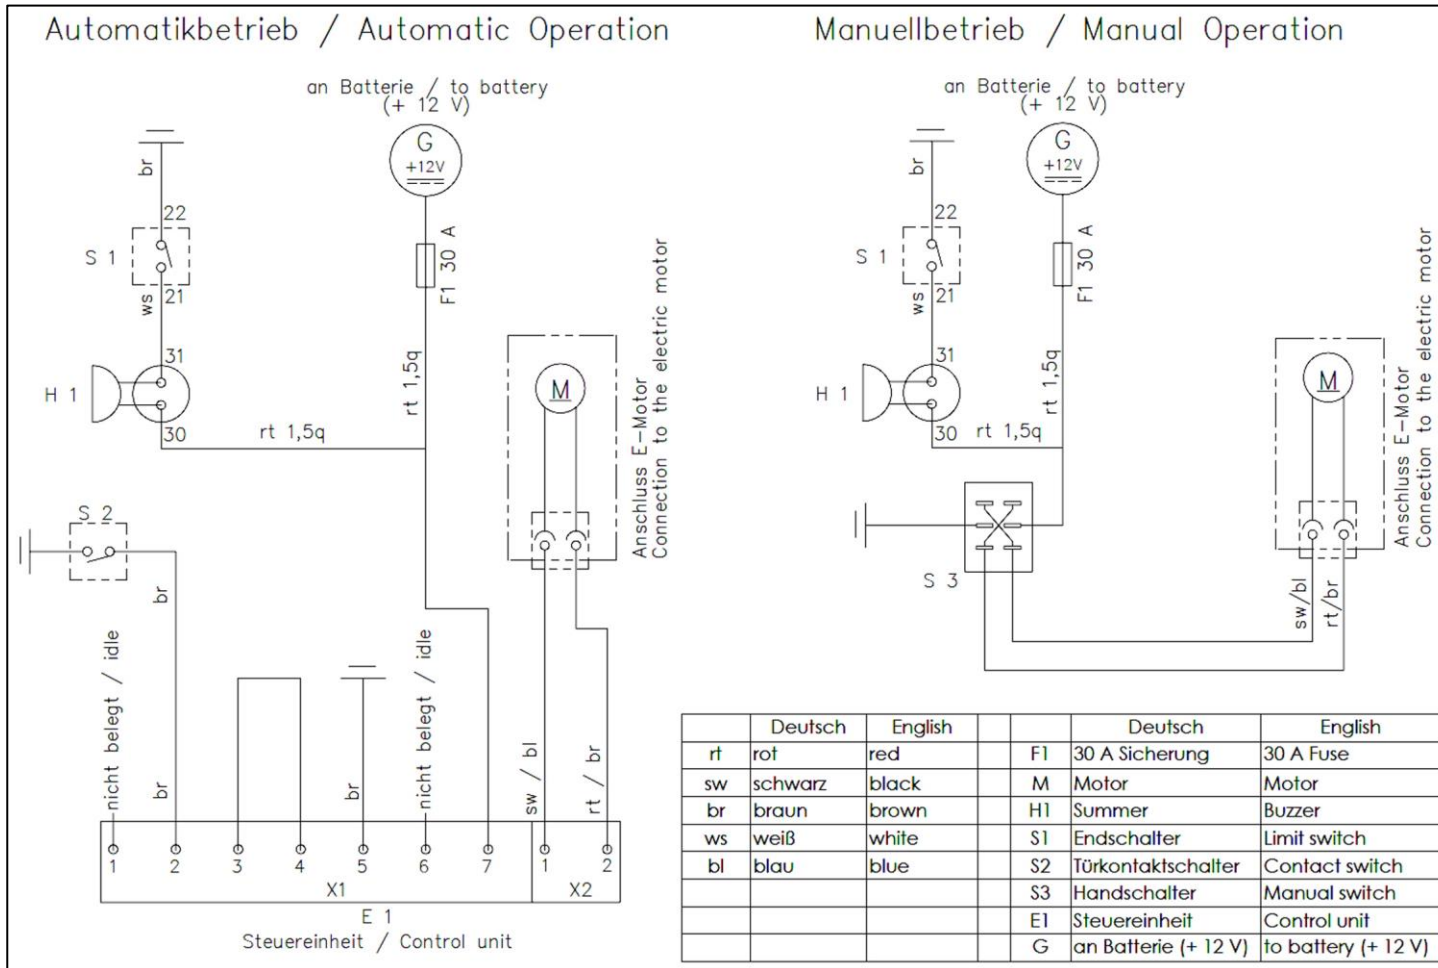 Automatikbetrieb / Automatic Operation
an Batterie / to battery
(+ 12 V)
G
+12V
br
22
S 1
21
ws
F1 30 A
31
H 1
30
rt 1,5q
rt 1,5q
M
Anschluss E-Motor
Connection to the electric motor
S 2
br
nicht belegt / idle
br
br
nicht belegt / idle
sw / bl
rt / br
1 2 3 4 5 6 7 1 2
X1 X2
E 1
Steuereinheit / Control unit
Manuellbetrieb / Manual Operation
an Batterie / to battery
(+ 12 V)
G
+12V
br
22
S 1
21
ws
F1 30 A
31
H 1
30
rt 1,5q
rt 1,5q
M
Anschluss E-Motor
Connection to the electric motor
S 3
sw/bl
rt/br
Deutsch English Deutsch English
rt rot red F1 30 A Sicherung 30 A Fuse
sw schwarz black M Motor Motor
br braun brown H1 Summer Buzzer
ws weiß white S1 Endschalter Limit switch
bl blau blue S2 Türkontaktschalter Contact switch
S3 Handschalter Manual switch
E1 Steuereinheit Control unit
G an Batterie (+ 12 V) to battery (+ 12 V)